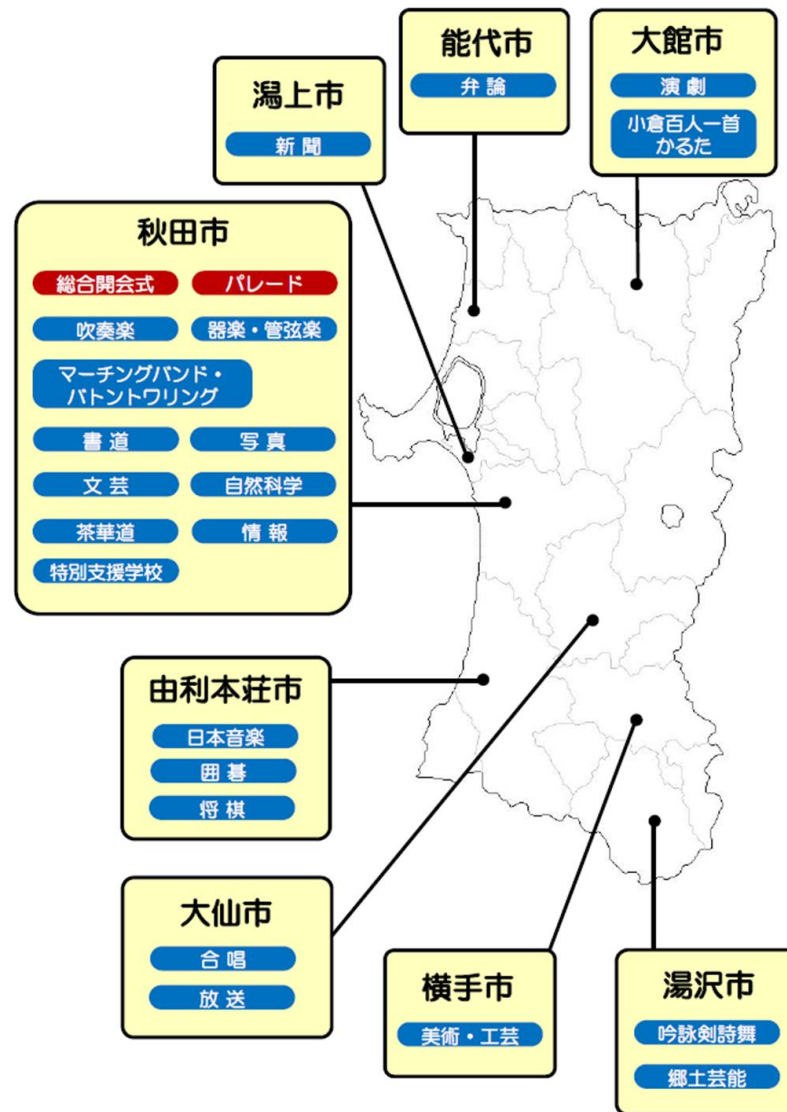 能代市
弁論
大館市
演劇
小倉百人一首
かるた
潟上市
新聞
秋田市
総合開会式
パレード
吹奏楽
器楽・管弦楽
マーチングバンド・
バトントワリング
書道
写真
文芸
自然科学
茶華道
情報
特別支援学校
由利本荘市
日本音楽
囲碁
将棋
大仙市
合唱
放送
横手市
美術・工芸
湯沢市
吟詠剣詩舞
郷土芸能